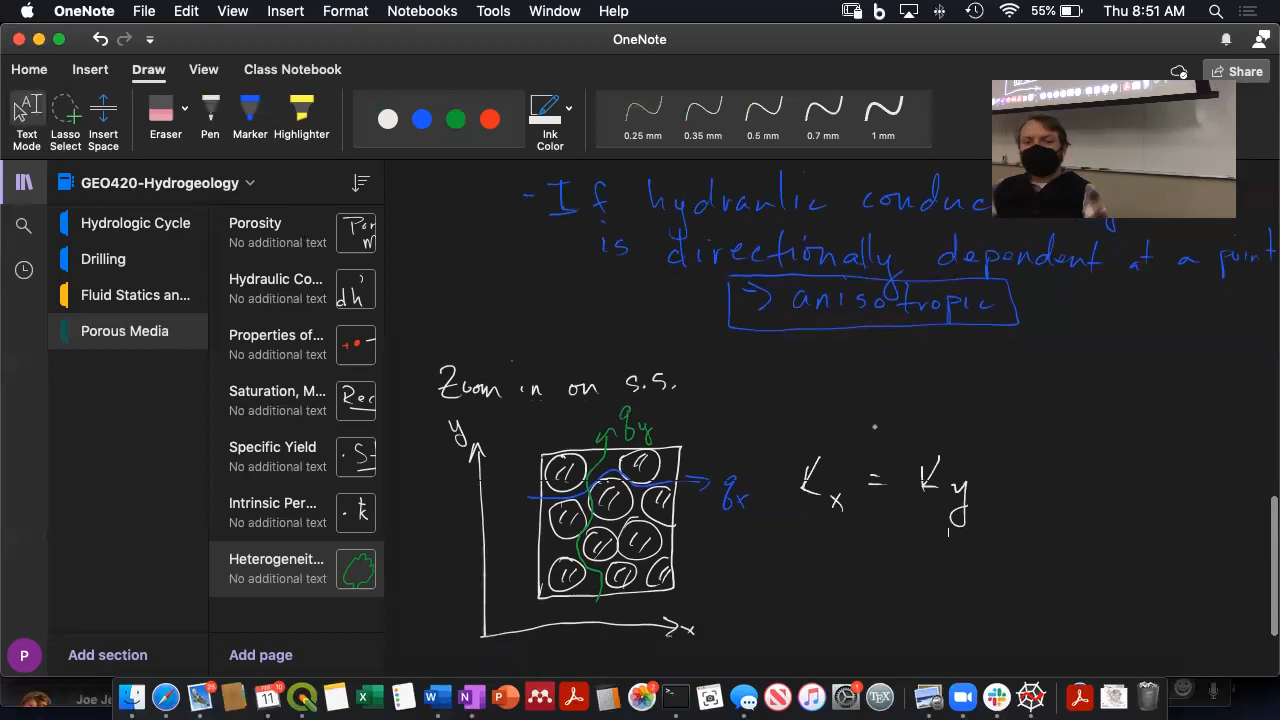 OneNote File Edit View Insert Format Notebooks Tools Window Help 55% Thu 8:51 AM
OneNote
Home Insert Draw View Class Notebook Share
Text Mode Lasso Select Insert Space Eraser Pen Marker Highlighter Ink Color 0.25 mm 0.35 mm 0.5 mm 0.7 mm 1 mm
GEO420-Hydrogeology
Hydrologic Cycle
Drilling
Fluid Statics an...
Porous Media
Porosity
No additional text
Hydraulic Co...
No additional text
dh
Properties of...
No additional text
Saturation, M...
No additional text
Rec
Specific Yield
No additional text
Intrinsic Per...
No additional text
k
Heterogeneit...
No additional text
- If hydraulic conduc
is directionally dependent at a point
=> anisotropic
Zoom in on s.s.
y
qy
qx
Kx = Ky
x
P Add section Add page
Joe Je